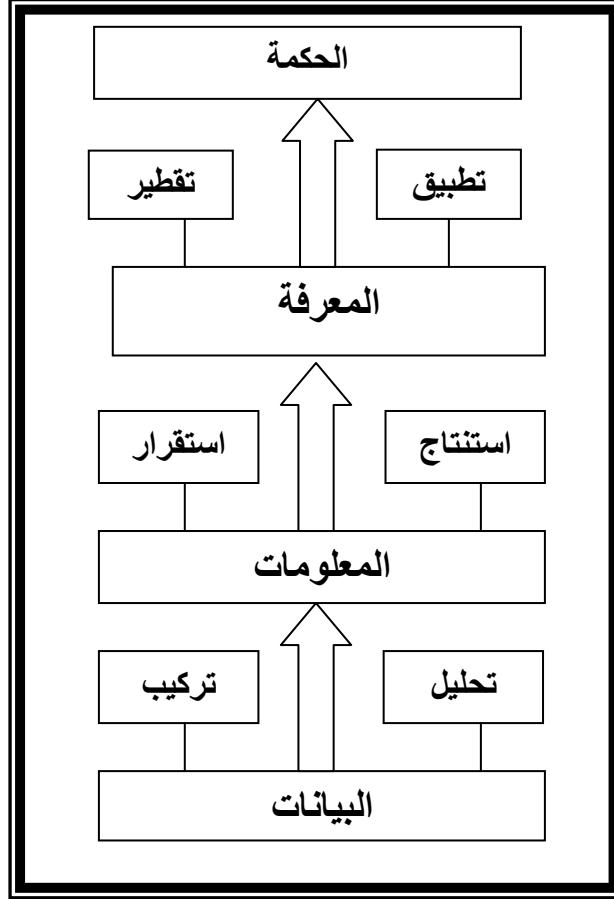 الحكمة
تطبيق
تقطير
المعرفة
استنتاج
استقرار
المعلومات
تحليل
تركيب
البيانات